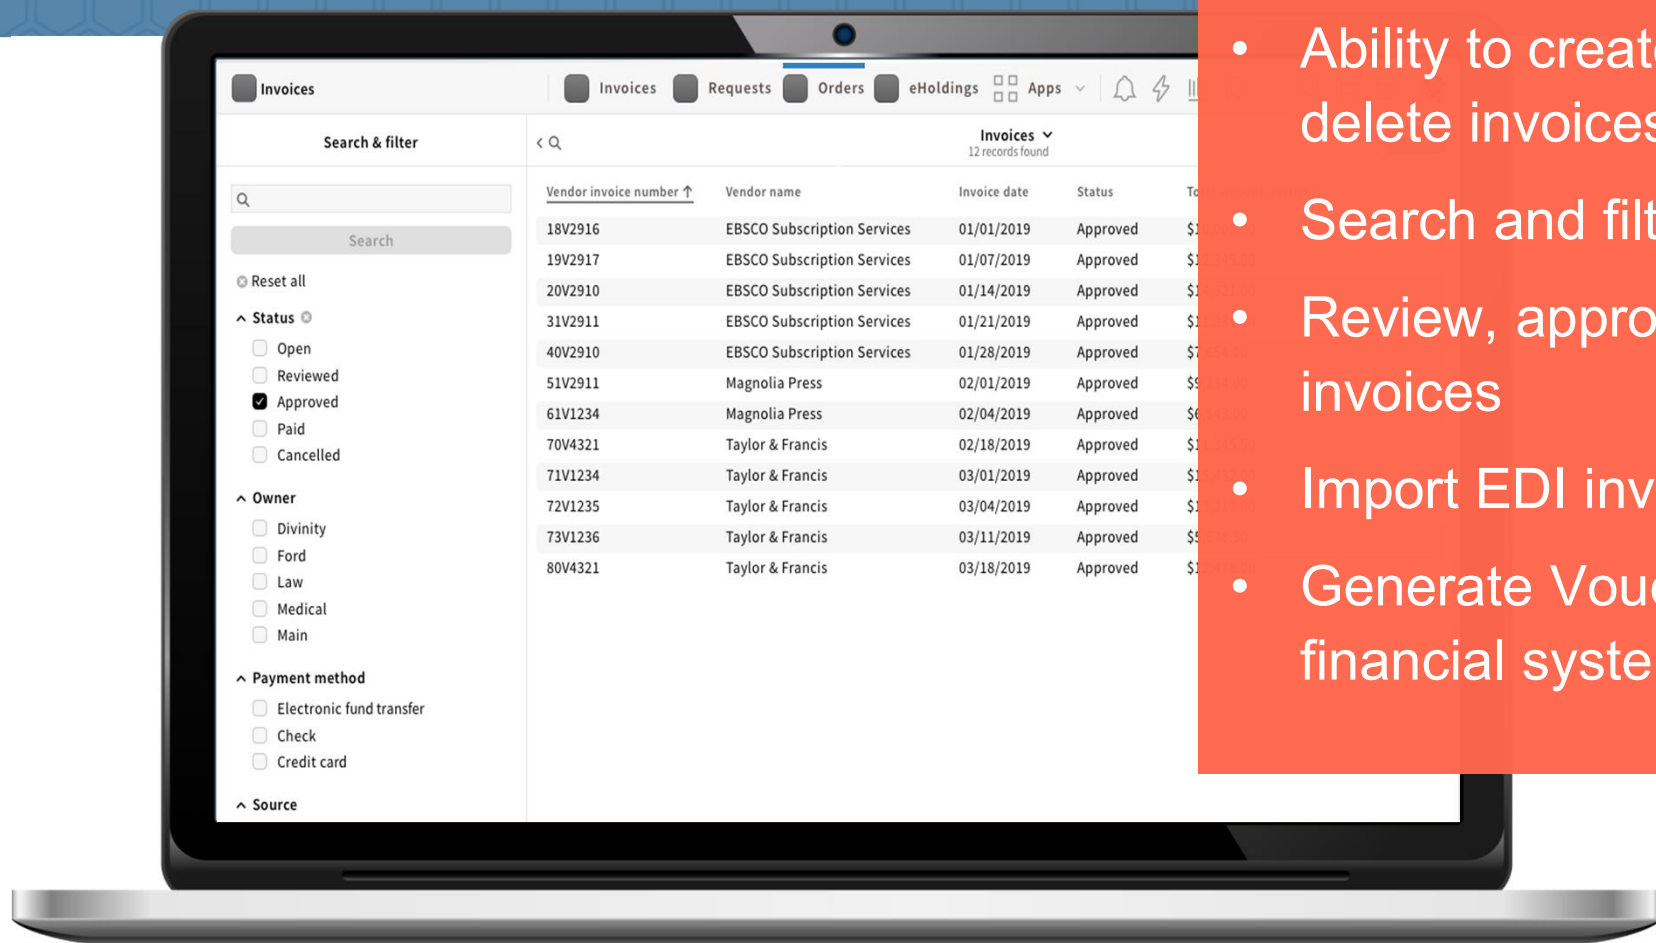 Invoices
Invoices Requests Orders eHoldings Apps
Search & filter
Invoices
12 records found
Search
Reset all
Status
Open
Reviewed
Approved
Paid
Cancelled
Owner
Divinity
Ford
Law
Medical
Main
Payment method
Electronic fund transfer
Check
Credit card
Source
Vendor invoice number Vendor name Invoice date Status
18V2916 EBSCO Subscription Services 01/01/2019 Approved
19V2917 EBSCO Subscription Services 01/07/2019 Approved
20V2910 EBSCO Subscription Services 01/14/2019 Approved
31V2911 EBSCO Subscription Services 01/21/2019 Approved
40V2910 EBSCO Subscription Services 01/28/2019 Approved
51V2911 Magnolia Press 02/01/2019 Approved
61V1234 Magnolia Press 02/04/2019 Approved
70V4321 Taylor & Francis 02/18/2019 Approved
71V1234 Taylor & Francis 03/01/2019 Approved
72V1235 Taylor & Francis 03/04/2019 Approved
73V1236 Taylor & Francis 03/11/2019 Approved
80V4321 Taylor & Francis 03/18/2019 Approved
• Ability to creat
delete invoices
• Search and filt
• Review, appro
invoices
• Import EDI inv
• Generate Vou
financial syste